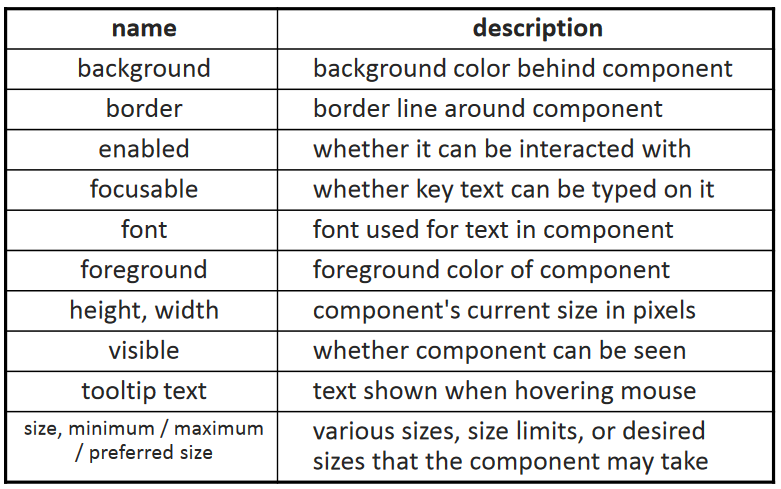 name description
background background color behind component
border border line around component
enabled whether it can be interacted with
focusable whether key text can be typed on it
font font used for text in component
foreground foreground color of component
height, width component's current size in pixels
visible whether component can be seen
tooltip text text shown when hovering mouse
size, minimum / maximum
/ preferred size
various sizes, size limits, or desired
sizes that the component may take